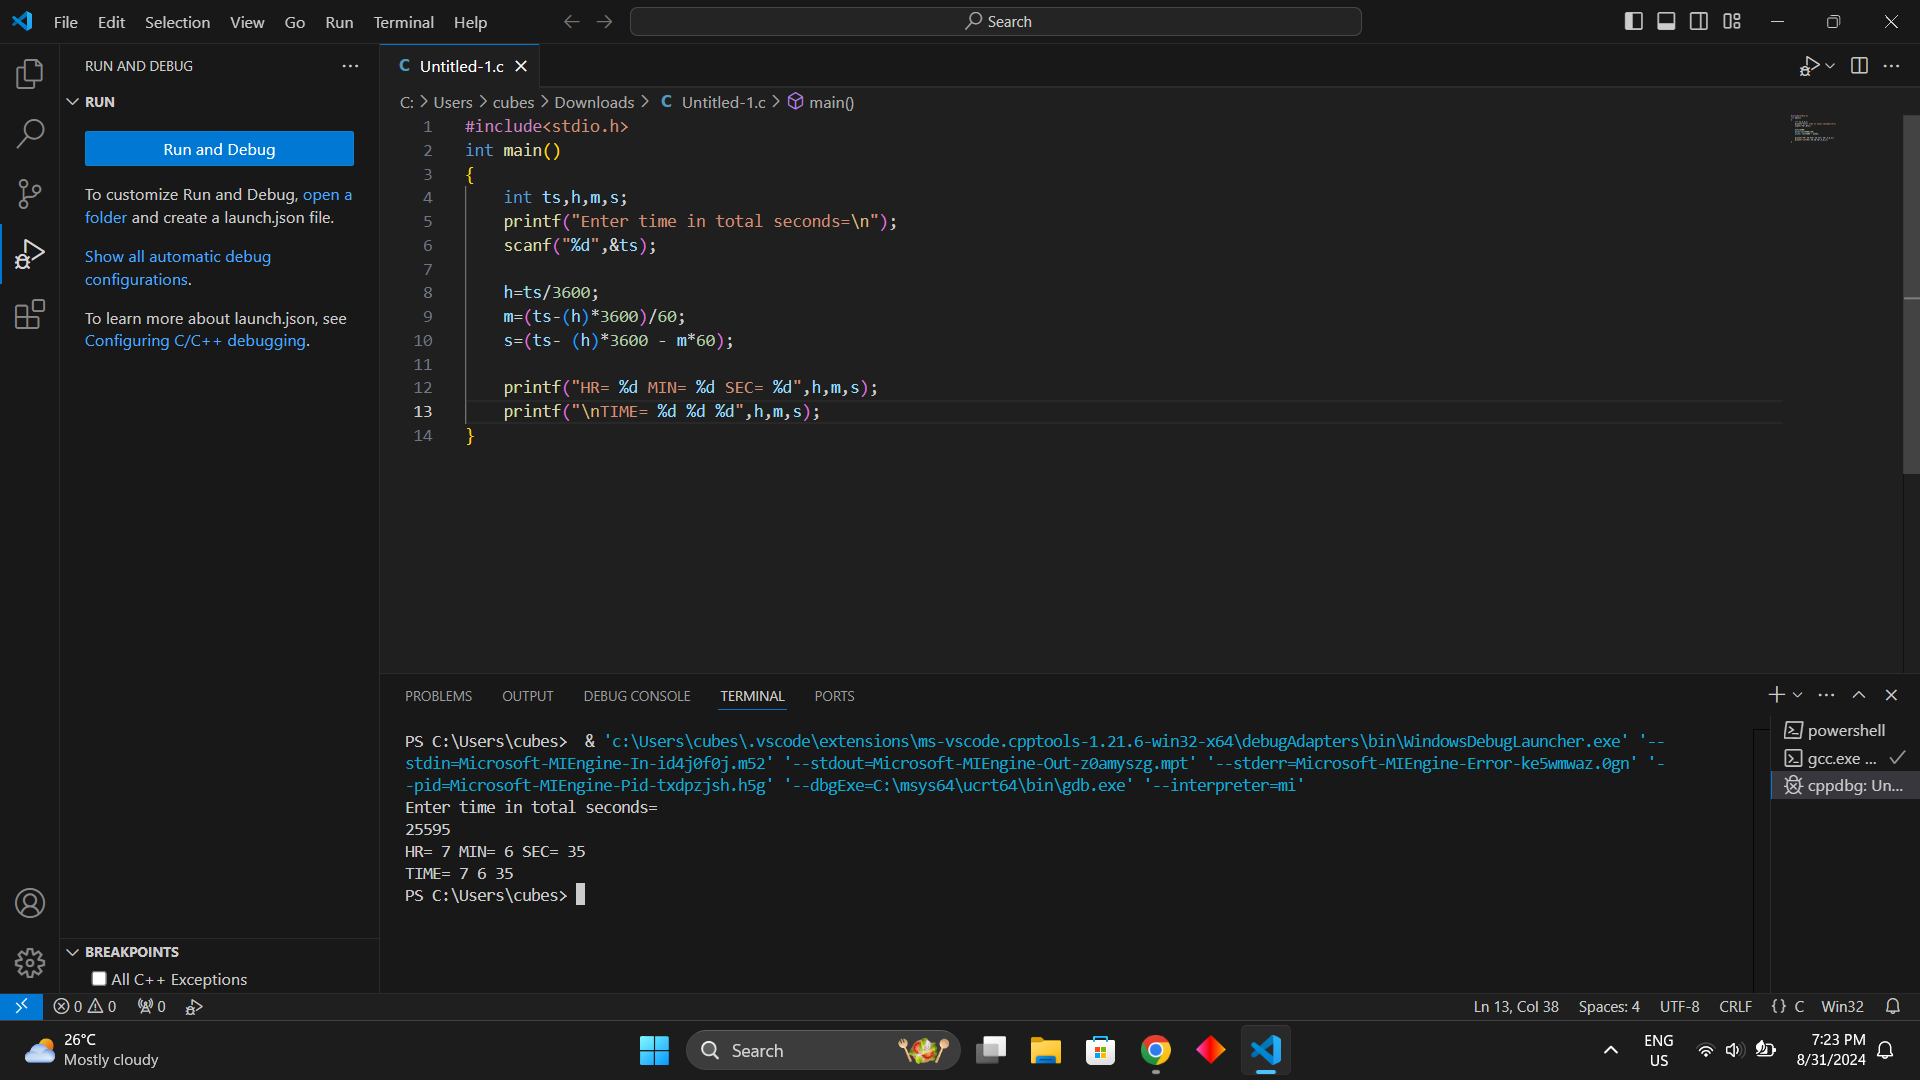 File Edit Selection View Go Run Terminal Help
Search
RUN AND DEBUG
RUN
Run and Debug
To customize Run and Debug, open a
folder and create a launch.json file.
Show all automatic debug
configurations.
To learn more about launch.json, see
Configuring C/C++ debugging.
BREAKPOINTS
All C++ Exceptions
C Untitled-1.c
C: > Users > cubes > Downloads > C Untitled-1.c > main()
1 #include<stdio.h>
2 int main()
3 {
4 int ts,h,m,s;
5 printf("Enter time in total seconds=\n");
6 scanf("%d",&ts);
7
8 h=ts/3600;
9 m=(ts-(h)*3600)/60;
10 s=(ts- (h)*3600 - m*60);
11
12 printf("HR= %d MIN= %d SEC= %d",h,m,s);
13 printf("\nTIME= %d %d %d",h,m,s);
14 }
PROBLEMS OUTPUT DEBUG CONSOLE TERMINAL PORTS
PS C:\Users\cubes>  & 'c:\Users\cubes\.vscode\extensions\ms-vscode.cpptools-1.21.6-win32-x64\debugAdapters\bin\WindowsDebugLauncher.exe' '--
stdin=Microsoft-MIEngine-In-id4j0f0j.m52' '--stdout=Microsoft-MIEngine-Out-z0amyszg.mpt' '--stderr=Microsoft-MIEngine-Error-ke5wmwaz.0gn' '-
-pid=Microsoft-MIEngine-Pid-txdpzjsh.h5g' '--dbgExe=C:\msys64\ucrt64\bin\gdb.exe' '--interpreter=mi'
Enter time in total seconds=
25595
HR= 7 MIN= 6 SEC= 35
TIME= 7 6 35
PS C:\Users\cubes>
powershell
gcc.exe ...
cppdbg: Un...
0 0 0
Ln 13, Col 38 Spaces: 4 UTF-8 CRLF {} C Win32
26°C
Mostly cloudy
Search
ENG
US
7:23 PM
8/31/2024